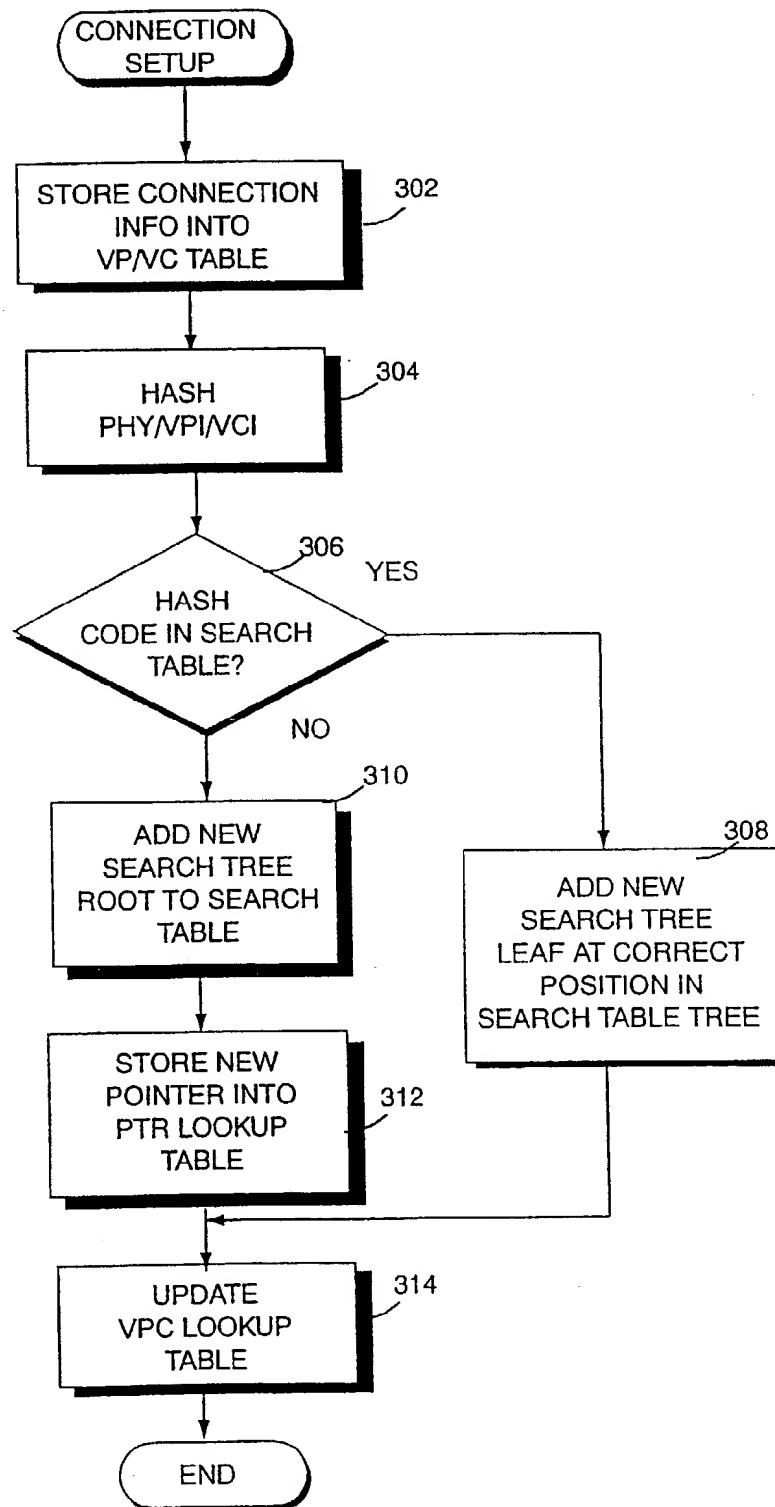 CONNECTION
SETUP
STORE CONNECTION
INFO INTO
VP/VC TABLE
302
HASH
PHY/VPI/VCI
304
306
YES
HASH
CODE IN SEARCH
TABLE?
NO
310
ADD NEW
SEARCH TREE
ROOT TO SEARCH
TABLE
308
ADD NEW
SEARCH TREE
LEAF AT CORRECT
POSITION IN
SEARCH TABLE TREE
STORE NEW
POINTER INTO
PTR LOOKUP
TABLE
312
UPDATE
VPC LOOKUP
TABLE
314
END